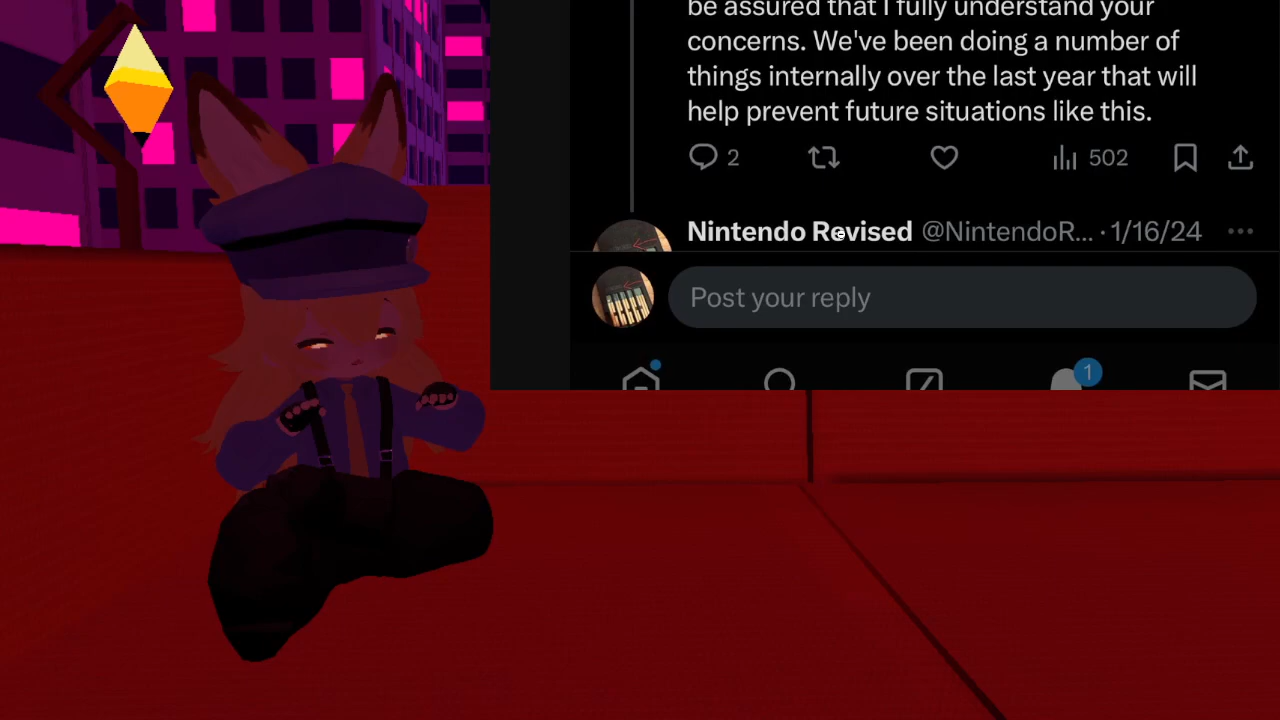 be assured that I fully understand your
concerns. We've been doing a number of
things internally over the last year that will
help prevent future situations like this.
2
502
Nintendo Revised @NintendoR... · 1/16/24
Post your reply
1